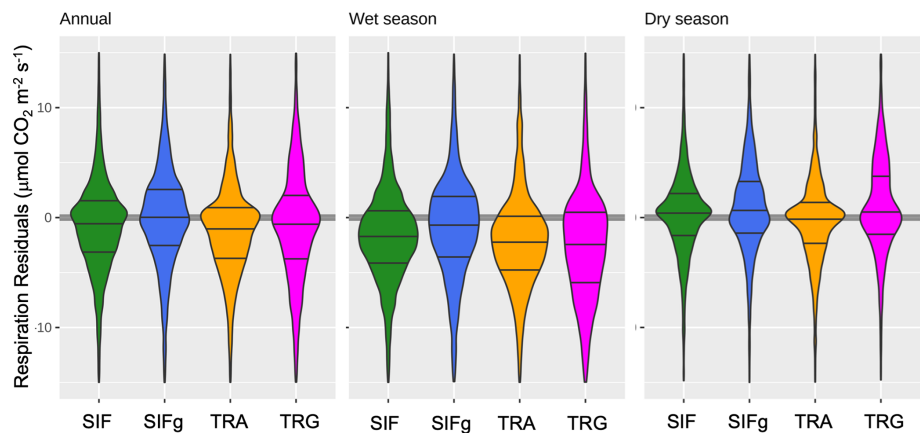 Annual Wet season Dry season
Respiration Residuals (μmol CO₂ m⁻² s⁻¹)
10
0
-10
SIF SIFg TRA TRG SIF SIFg TRA TRG SIF SIFg TRA TRG